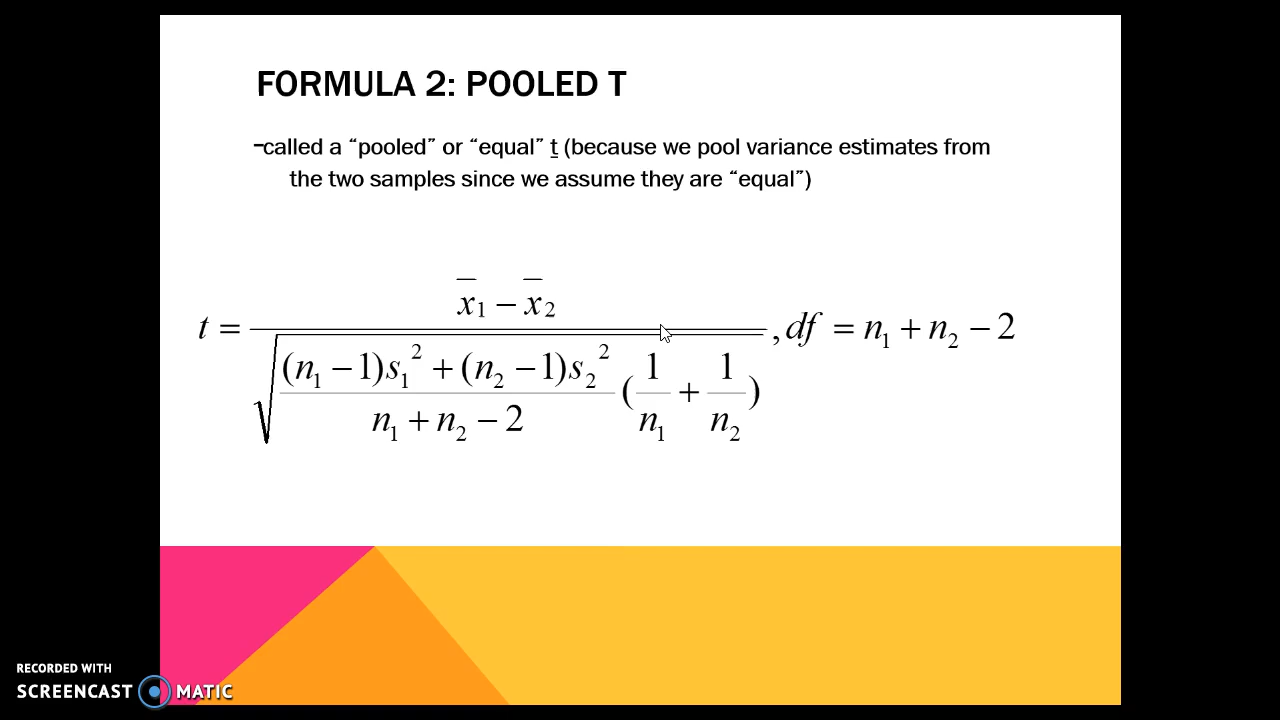 FORMULA 2: POOLED T
¬called a “pooled” or “equal” t (because we pool variance estimates from
the two samples since we assume they are “equal”)
x̅1 − x̅2
t = , df = n₁ + n₂ − 2
√ (n₁ − 1)s₁² + (n₂ − 1)s₂² ( 1 + 1 )
n₁ + n₂ − 2 n₁ n₂
RECORDED WITH
SCREENCAST MATIC